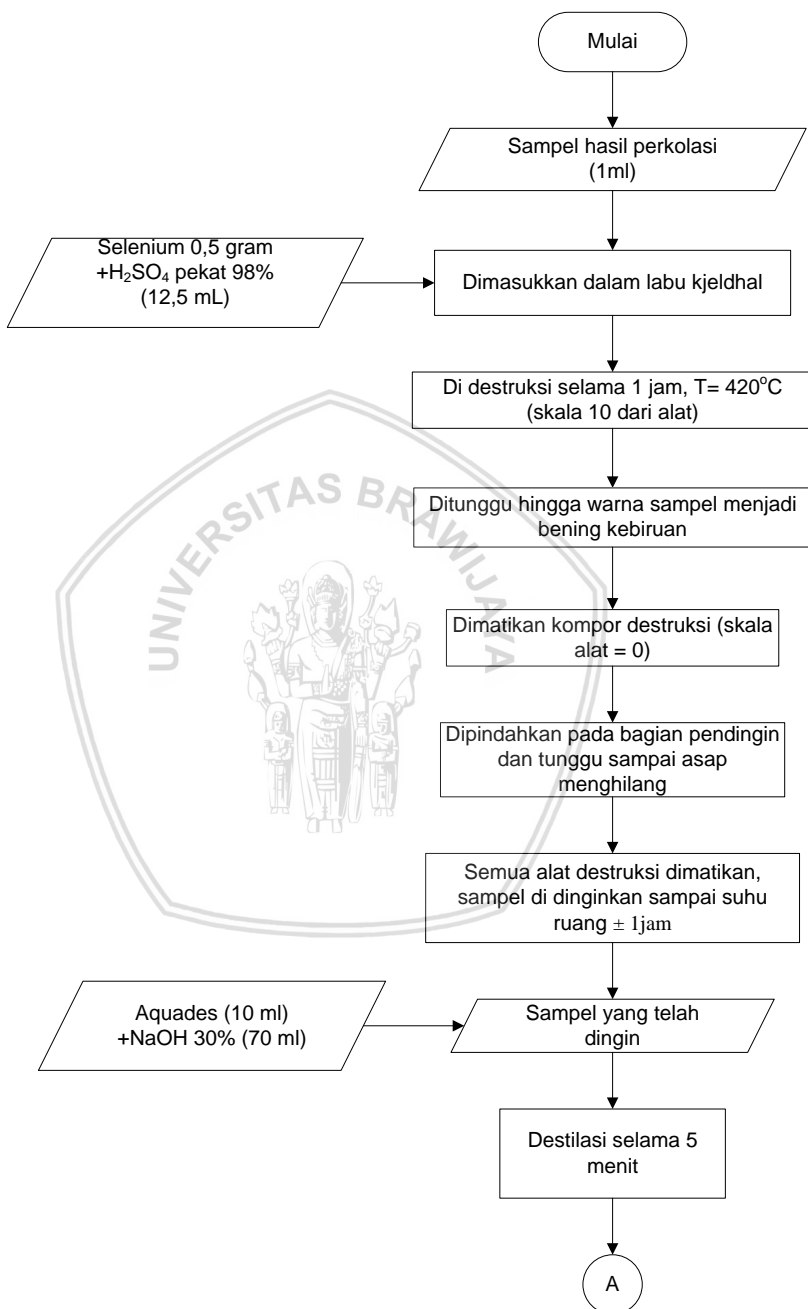 Mulai
Sampel hasil perkolasi
(1ml)
Selenium 0,5 gram
+H₂SO₄ pekat 98%
(12,5 mL)
Dimasukkan dalam labu kjeldhal
Di destruksi selama 1 jam, T= 420°C
(skala 10 dari alat)
Ditunggu hingga warna sampel menjadi
bening kebiruan
Dimatikan kompor destruksi (skala
alat = 0)
Dipindahkan pada bagian pendingin
dan tunggu sampai asap
menghilang
Semua alat destruksi dimatikan,
sampel di dinginkan sampai suhu
ruang ± 1jam
Aquades (10 ml)
+NaOH 30% (70 ml)
Sampel yang telah
dingin
Destilasi selama 5
menit
A
UNIVERSITAS BRAWIJAYA